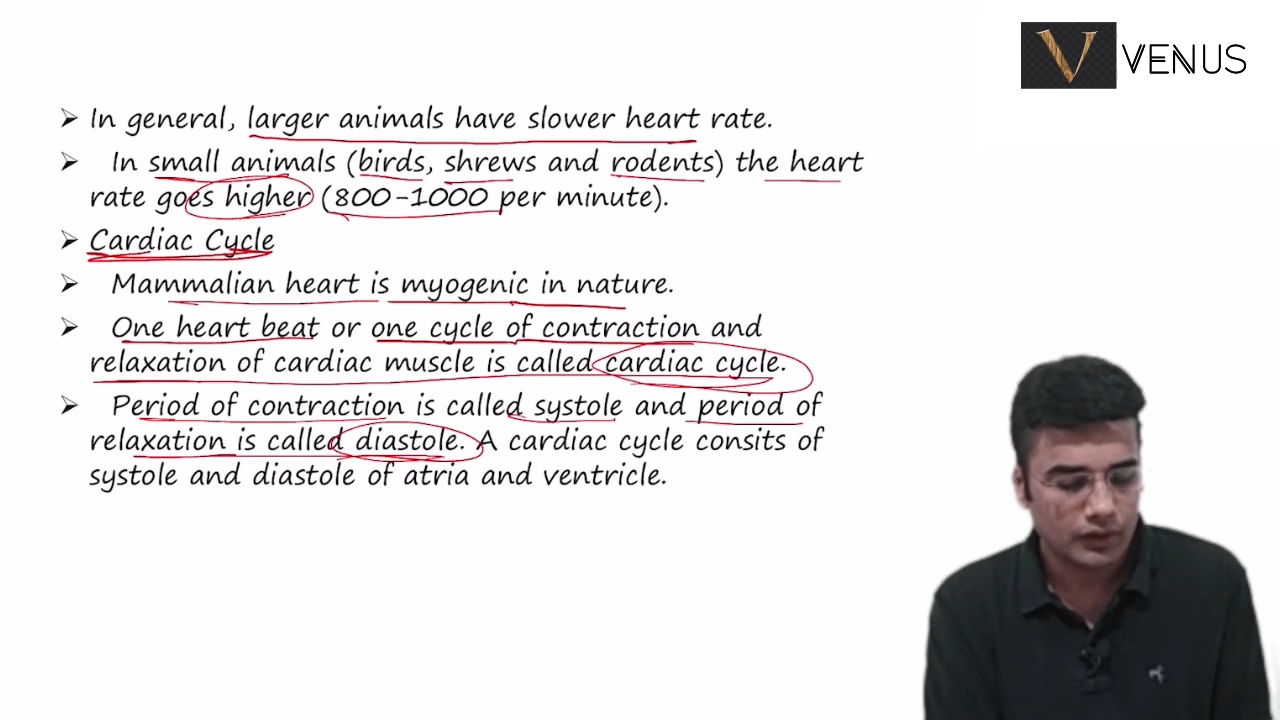 V VENUS
➢ In general, larger animals have slower heart rate.
➢ In small animals (birds, shrews and rodents) the heart
rate goes higher (800-1000 per minute).
➢ Cardiac Cycle
➢ Mammalian heart is myogenic in nature.
➢ One heart beat or one cycle of contraction and
relaxation of cardiac muscle is called cardiac cycle.
➢ Period of contraction is called systole and period of
relaxation is called diastole. A cardiac cycle consits of
systole and diastole of atria and ventricle.